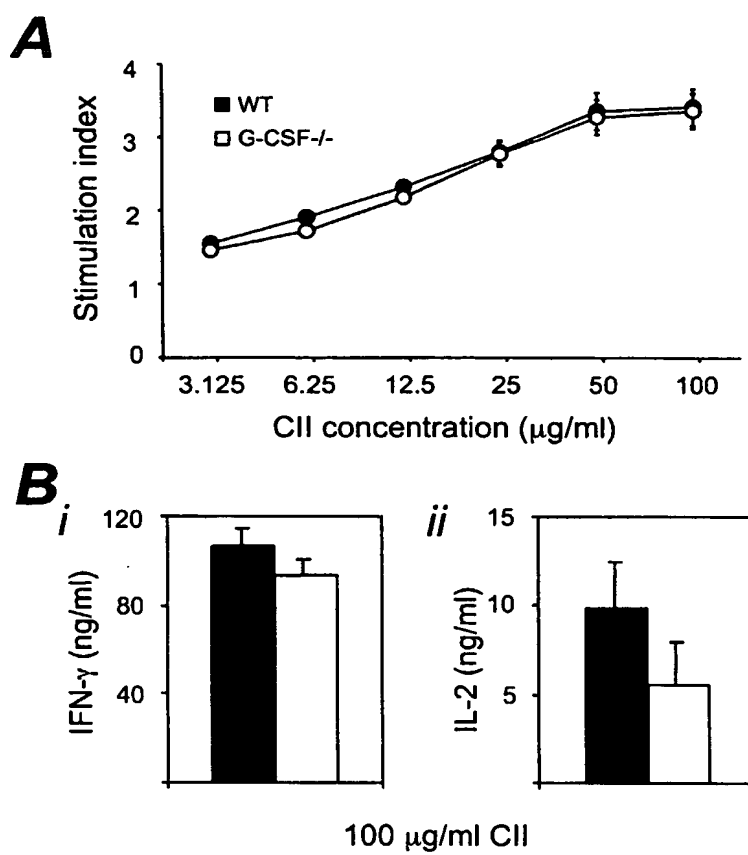 A
4
3
2
1
0
Stimulation index
WT
G-CSF-/-
3.125 6.25 12.5 25 50 100
CII concentration (μg/ml)
B
i
120
80
40
IFN-γ (ng/ml)
ii
15
10
5
IL-2 (ng/ml)
100 μg/ml CII